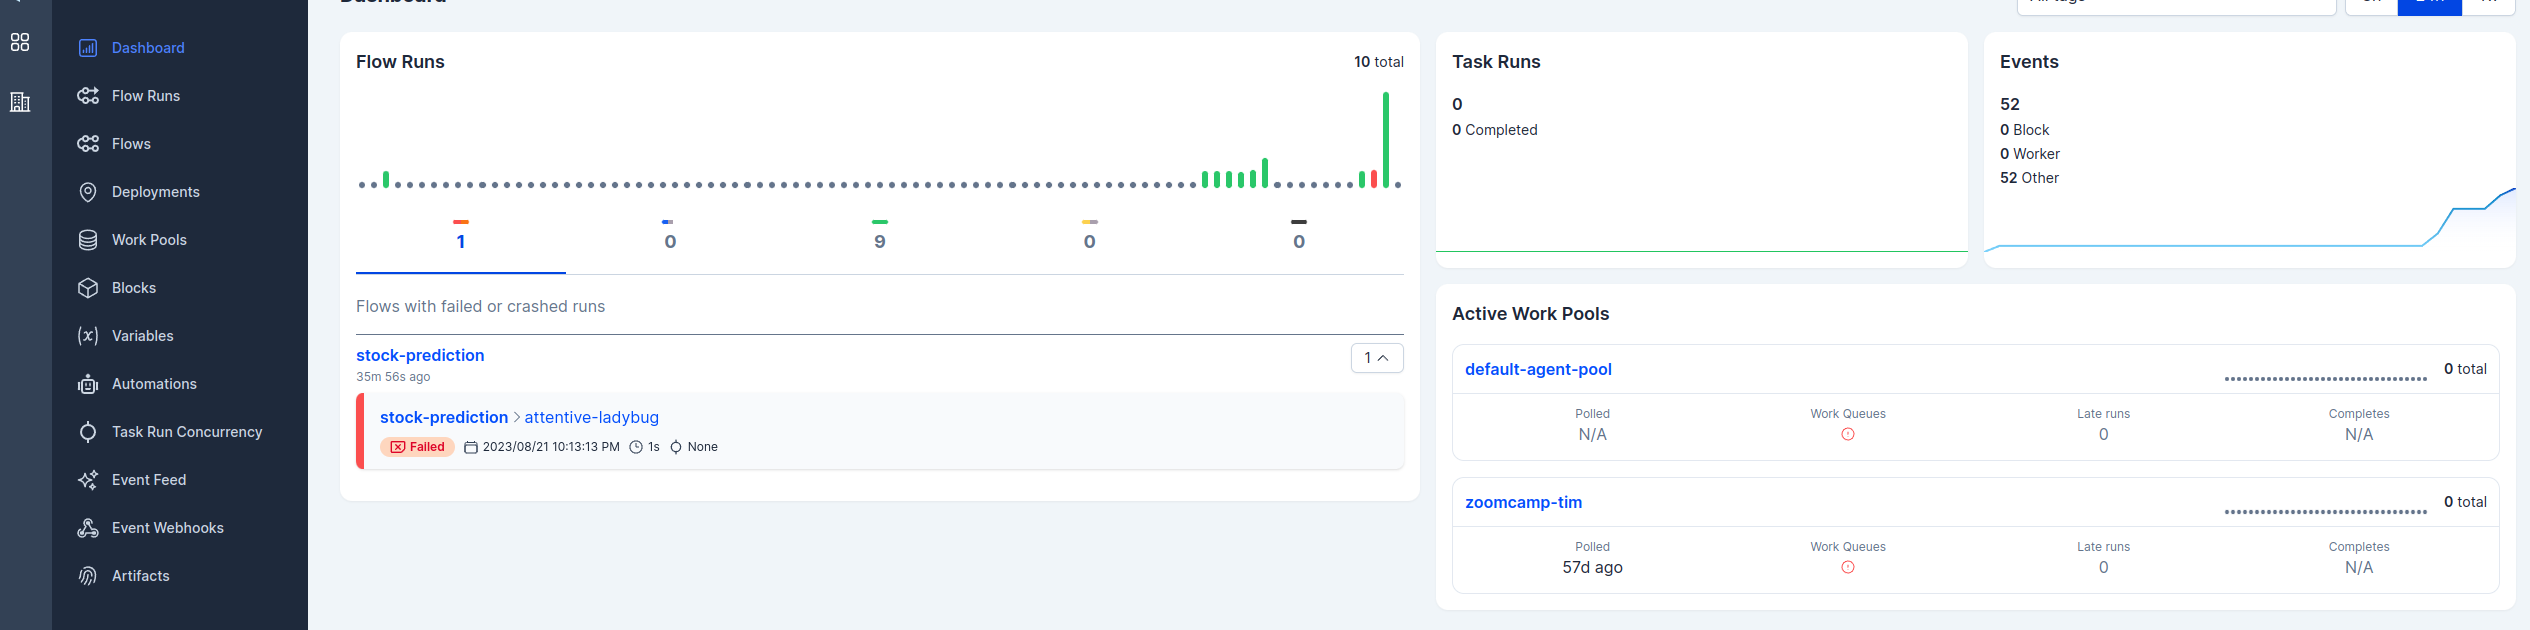 Dashboard
Dashboard
Flow Runs
Flows
Deployments
Work Pools
Blocks
Variables
Automations
Task Run Concurrency
Event Feed
Event Webhooks
Artifacts
Flow Runs
10 total
1
0
9
0
0
Flows with failed or crashed runs
stock-prediction
35m 56s ago
1
stock-prediction > attentive-ladybug
Failed 2023/08/21 10:13:13 PM 1s None
Task Runs
0
0 Completed
Events
52
0 Block
0 Worker
52 Other
Active Work Pools
default-agent-pool
0 total
Polled Work Queues Late runs Completes
N/A 0 N/A
zoomcamp-tim
0 total
Polled Work Queues Late runs Completes
57d ago 0 N/A